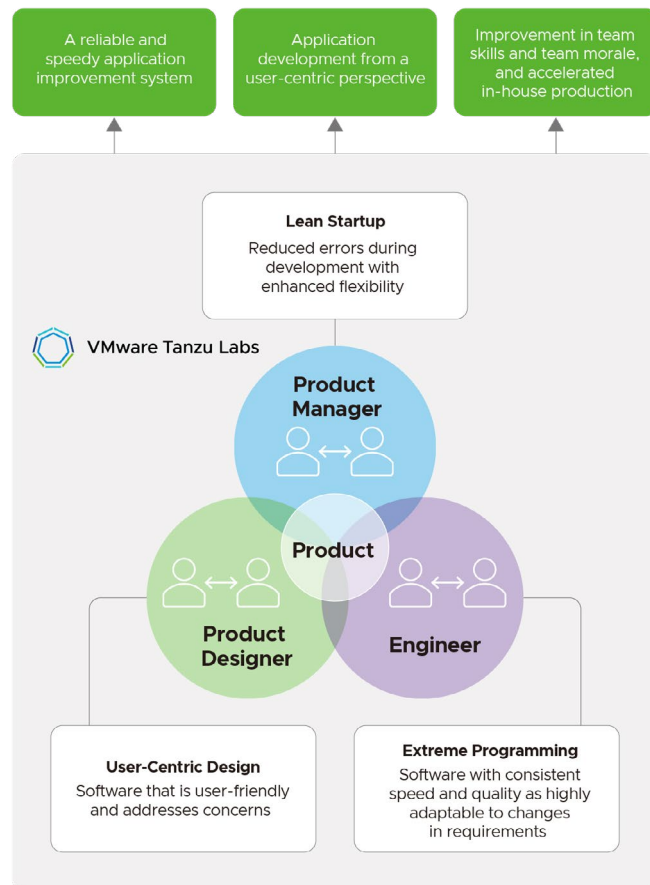 A reliable and
speedy application
improvement system
Application
development from a
user-centric perspective
Improvement in team
skills and team morale,
and accelerated
in-house production
Lean Startup
Reduced errors during
development with
enhanced flexibility
VMware Tanzu Labs
Product
Manager
Product
Product
Designer
Engineer
User-Centric Design
Software that is user-friendly
and addresses concerns
Extreme Programming
Software with consistent
speed and quality as highly
adaptable to changes
in requirements